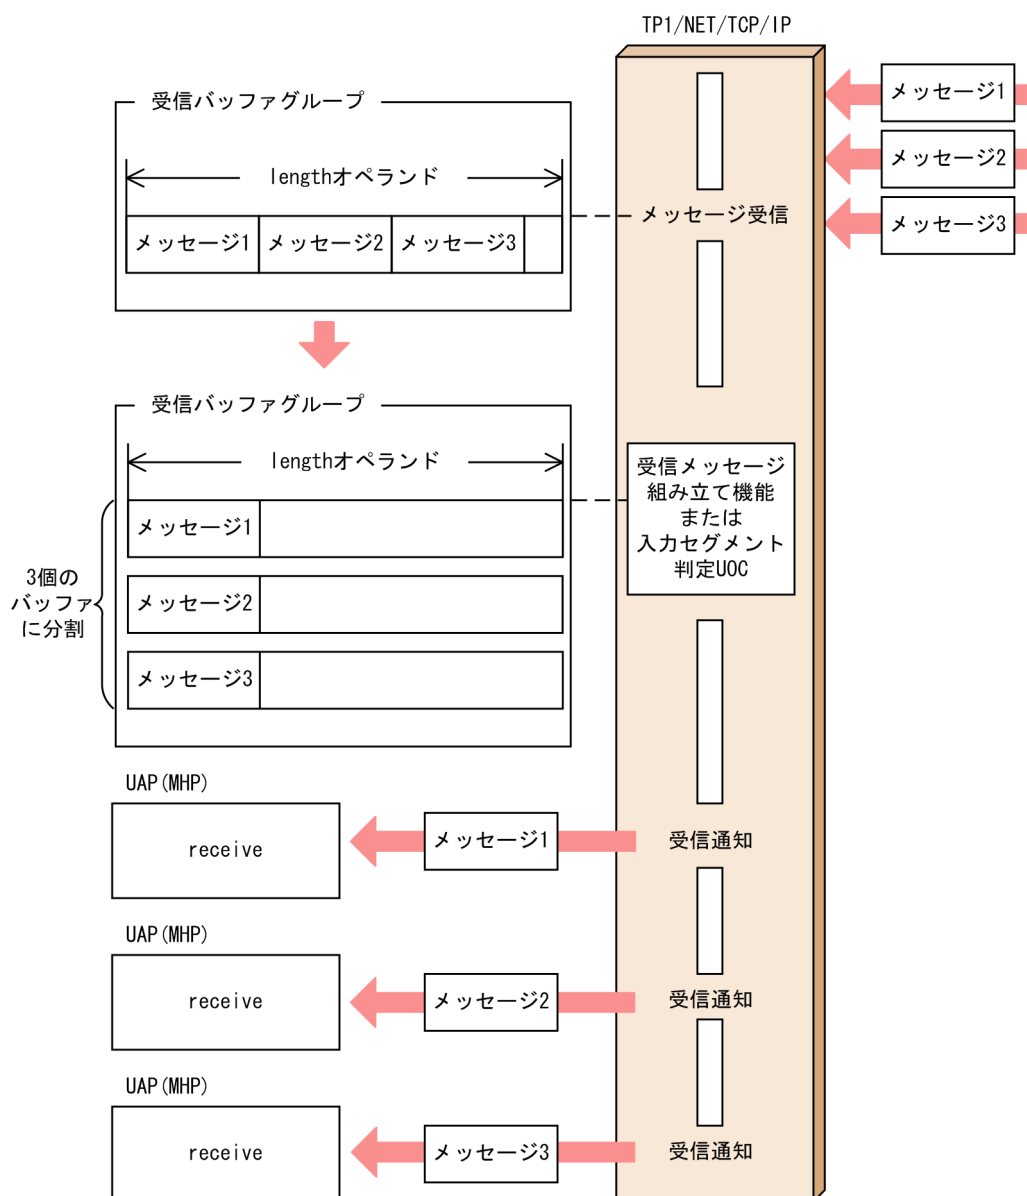 TP1/NET/TCP/IP
メッセージ1
メッセージ2
メッセージ3
受信バッファグループ
lengthオペランド
メッセージ1 メッセージ2 メッセージ3
メッセージ受信
受信バッファグループ
lengthオペランド
メッセージ1
メッセージ2
メッセージ3
3個の
バッファ
に分割
受信メッセージ
組み立て機能
または
入力セグメント
判定UOC
UAP(MHP)
receive
メッセージ1
受信通知
UAP(MHP)
receive
メッセージ2
受信通知
UAP(MHP)
receive
メッセージ3
受信通知